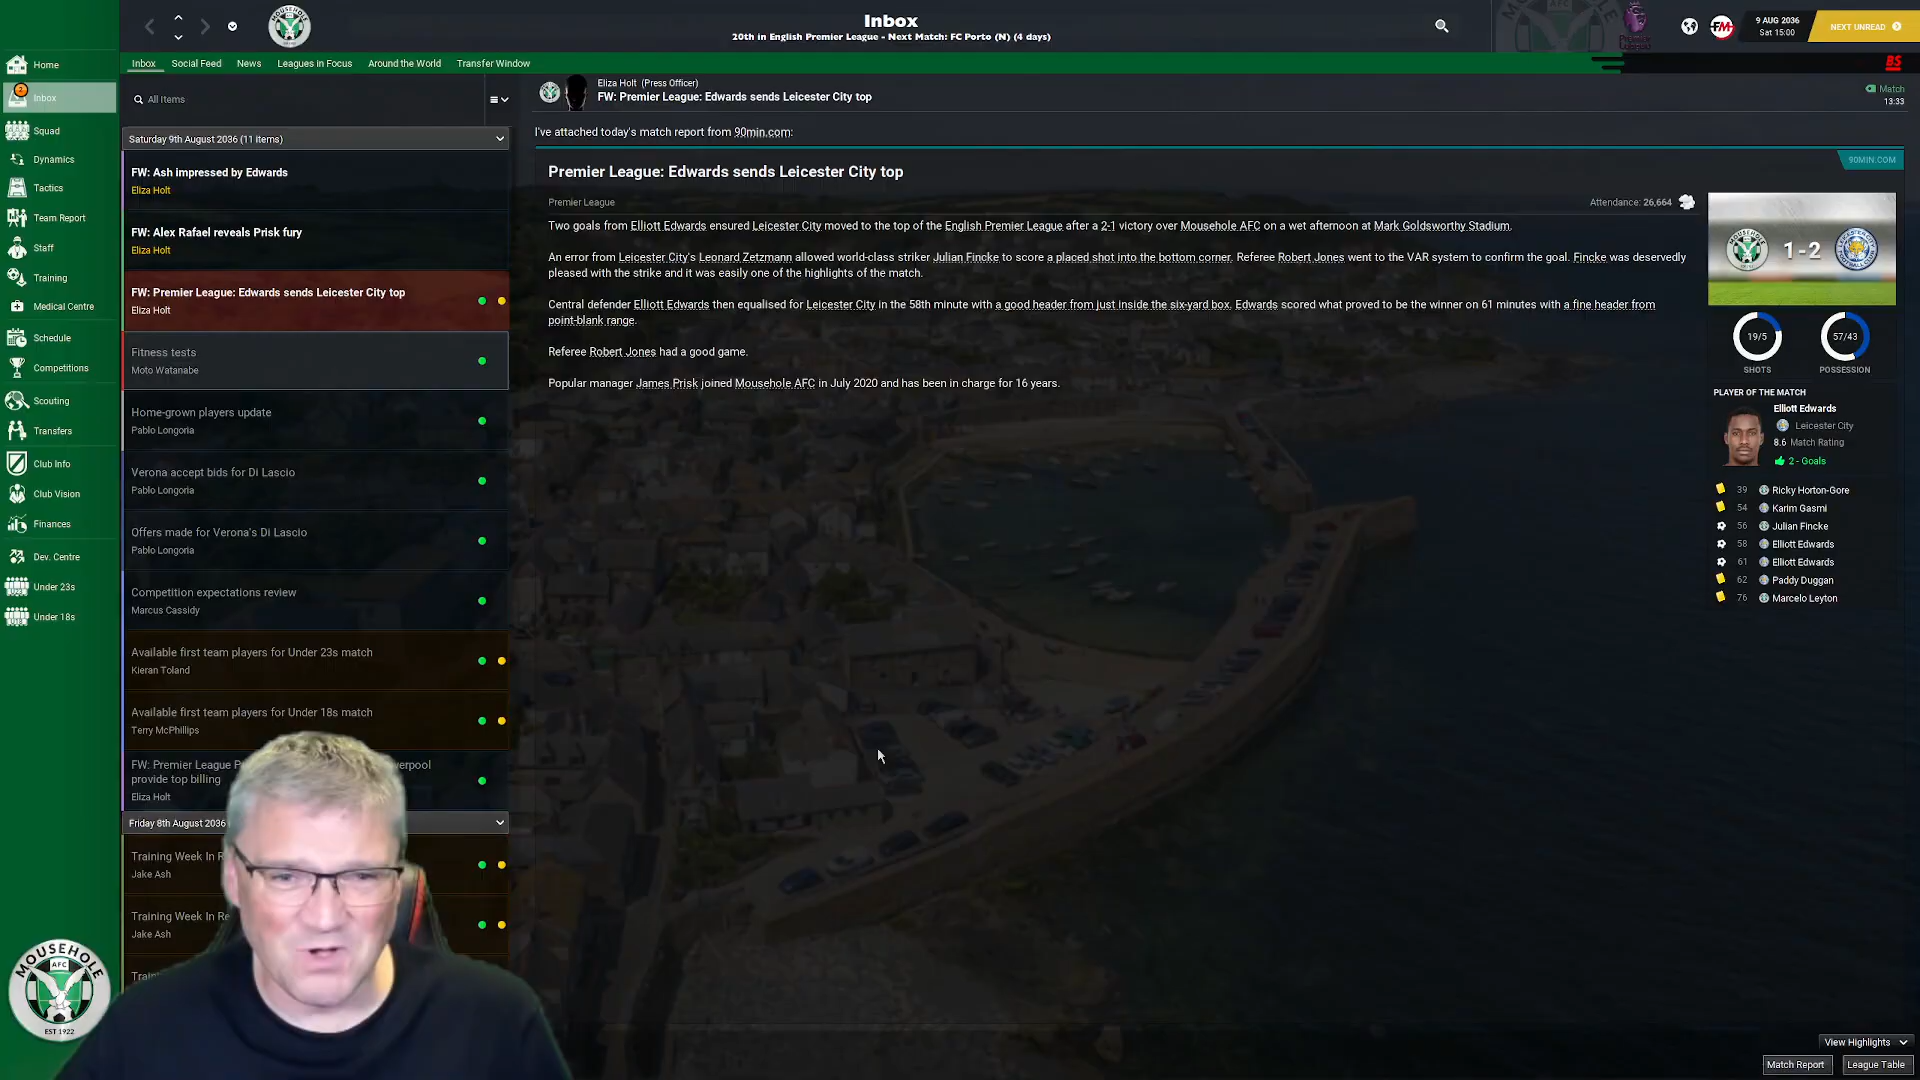 Inbox
20th in English Premier League - Next Match: FC Porto (N) (4 days)
9 AUG 2036
Sat 15:00
NEXT UNREAD
FM
BS
Home
2
Inbox
Squad
Dynamics
Tactics
Team Report
Staff
Training
Medical Centre
Schedule
Competitions
Scouting
Transfers
Club Info
Club Vision
Finances
Dev. Centre
Under 23s
Under 18s
MOUSEHOLE
AFC
EST 1922
Inbox
Social Feed
News
Leagues in Focus
Around the World
Transfer Window
All Items
Saturday 9th August 2036 (11 items)
FW: Ash impressed by Edwards
Eliza Holt
FW: Alex Rafael reveals Prisk fury
Eliza Holt
FW: Premier League: Edwards sends Leicester City top
Eliza Holt
Fitness tests
Moto Watanabe
Home-grown players update
Pablo Longoria
Verona accept bids for Di Lascio
Pablo Longoria
Offers made for Verona's Di Lascio
Pablo Longoria
Competition expectations review
Marcus Cassidy
Available first team players for Under 23s match
Kieran Toland
Available first team players for Under 18s match
Terry McPhillips
FW: Premier League P
provide top billing
Eliza Holt
Friday 8th August 2036
Training Week In R
Jake Ash
Training Week In Re
Jake Ash
Eliza Holt (Press Officer)
FW: Premier League: Edwards sends Leicester City top
Match
13:33
I've attached today's match report from 90min.com:
90MIN.COM
Premier League: Edwards sends Leicester City top
Premier League
Attendance: 26,664
Two goals from Elliott Edwards ensured Leicester City moved to the top of the English Premier League after a 2-1 victory over Mousehole AFC on a wet afternoon at Mark Goldsworthy Stadium.
An error from Leicester City's Leonard Zetzmann allowed world-class striker Julian Fincke to score a placed shot into the bottom corner. Referee Robert Jones went to the VAR system to confirm the goal. Fincke was deservedly
pleased with the strike and it was easily one of the highlights of the match.
Central defender Elliott Edwards then equalised for Leicester City in the 58th minute with a good header from just inside the six-yard box. Edwards scored what proved to be the winner on 61 minutes with a fine header from
point-blank range.
Referee Robert Jones had a good game.
Popular manager James Prisk joined Mousehole AFC in July 2020 and has been in charge for 16 years.
1-2
19/5
SHOTS
57/43
POSSESSION
PLAYER OF THE MATCH
Elliott Edwards
Leicester City
8.6 Match Rating
2 - Goals
39 Ricky Horton-Gore
54 Karim Gasmi
56 Julian Fincke
58 Elliott Edwards
61 Elliott Edwards
62 Paddy Duggan
76 Marcelo Leyton
View Highlights
Match Report
League Table